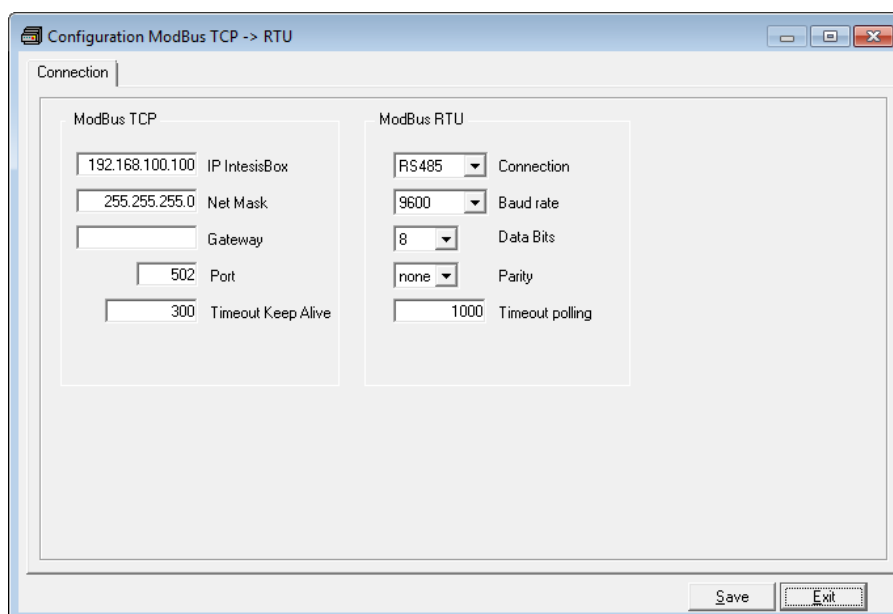 Configuration ModBus TCP -> RTU
Connection
ModBus TCP
192.168.100.100 IP IntesisBox
255.255.255.0 Net Mask
Gateway
502 Port
300 Timeout Keep Alive
ModBus RTU
RS485 Connection
9600 Baud rate
8 Data Bits
none Parity
1000 Timeout polling
Save Exit